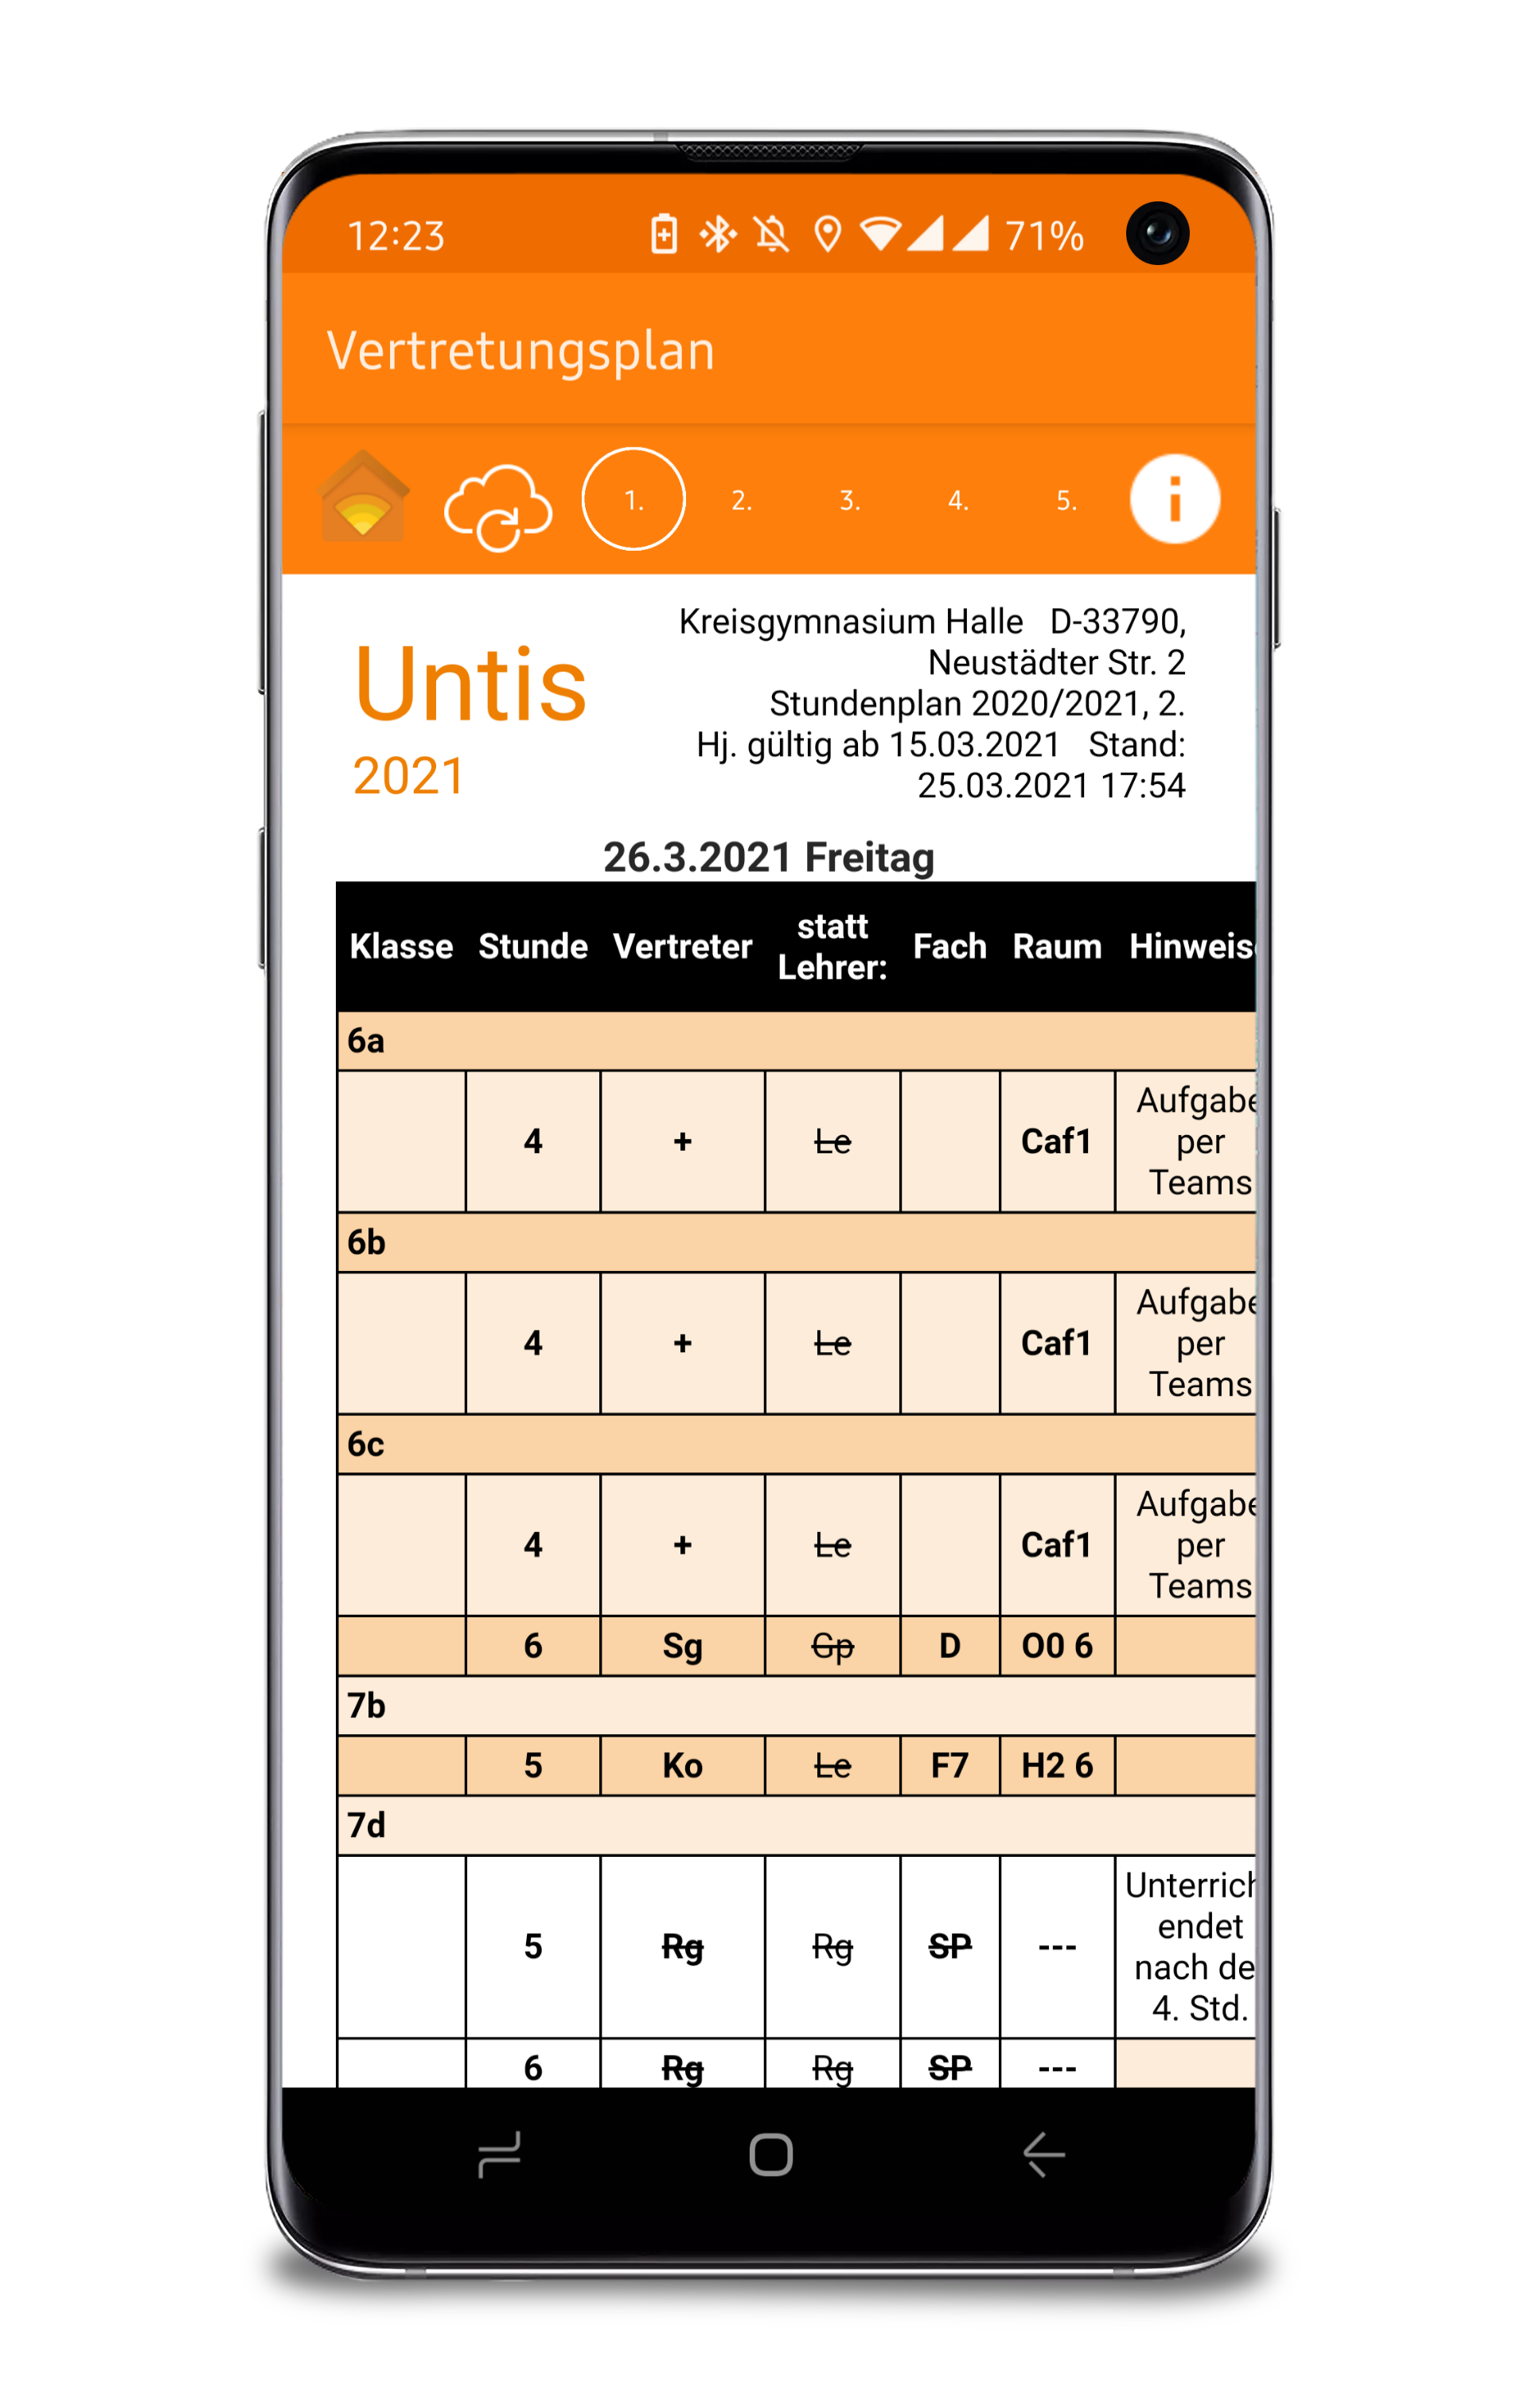 12:23 71%
Vertretungsplan
1. 2. 3. 4. 5. i
Untis
2021
Kreisgymnasium Halle D-33790,
Neustädter Str. 2
Stundenplan 2020/2021, 2.
Hj. gültig ab 15.03.2021 Stand:
25.03.2021 17:54
26.3.2021 Freitag
Klasse Stunde Vertreter statt Lehrer: Fach Raum Hinweise
6a
4 + Le Caf1 Aufgabe per Teams
6b
4 + Le Caf1 Aufgabe per Teams
6c
4 + Le Caf1 Aufgabe per Teams
6 Sg Gp D O0 6
7b
5 Ko Le F7 H2 6
7d
5 Rg Rg SP --- endet nach 4. Std.
6 Rg Rg SP ---